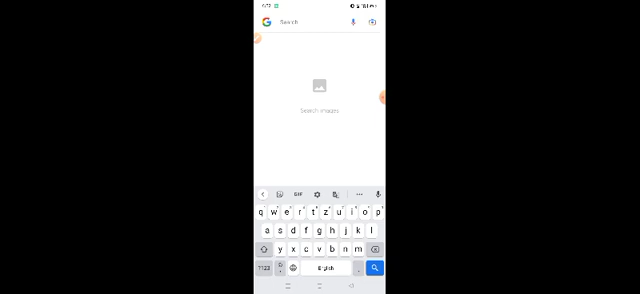 Search
Search images
GIF
q w e r t z u i o p
a s d f g h j k l
y x c v b n m
?123 , English .